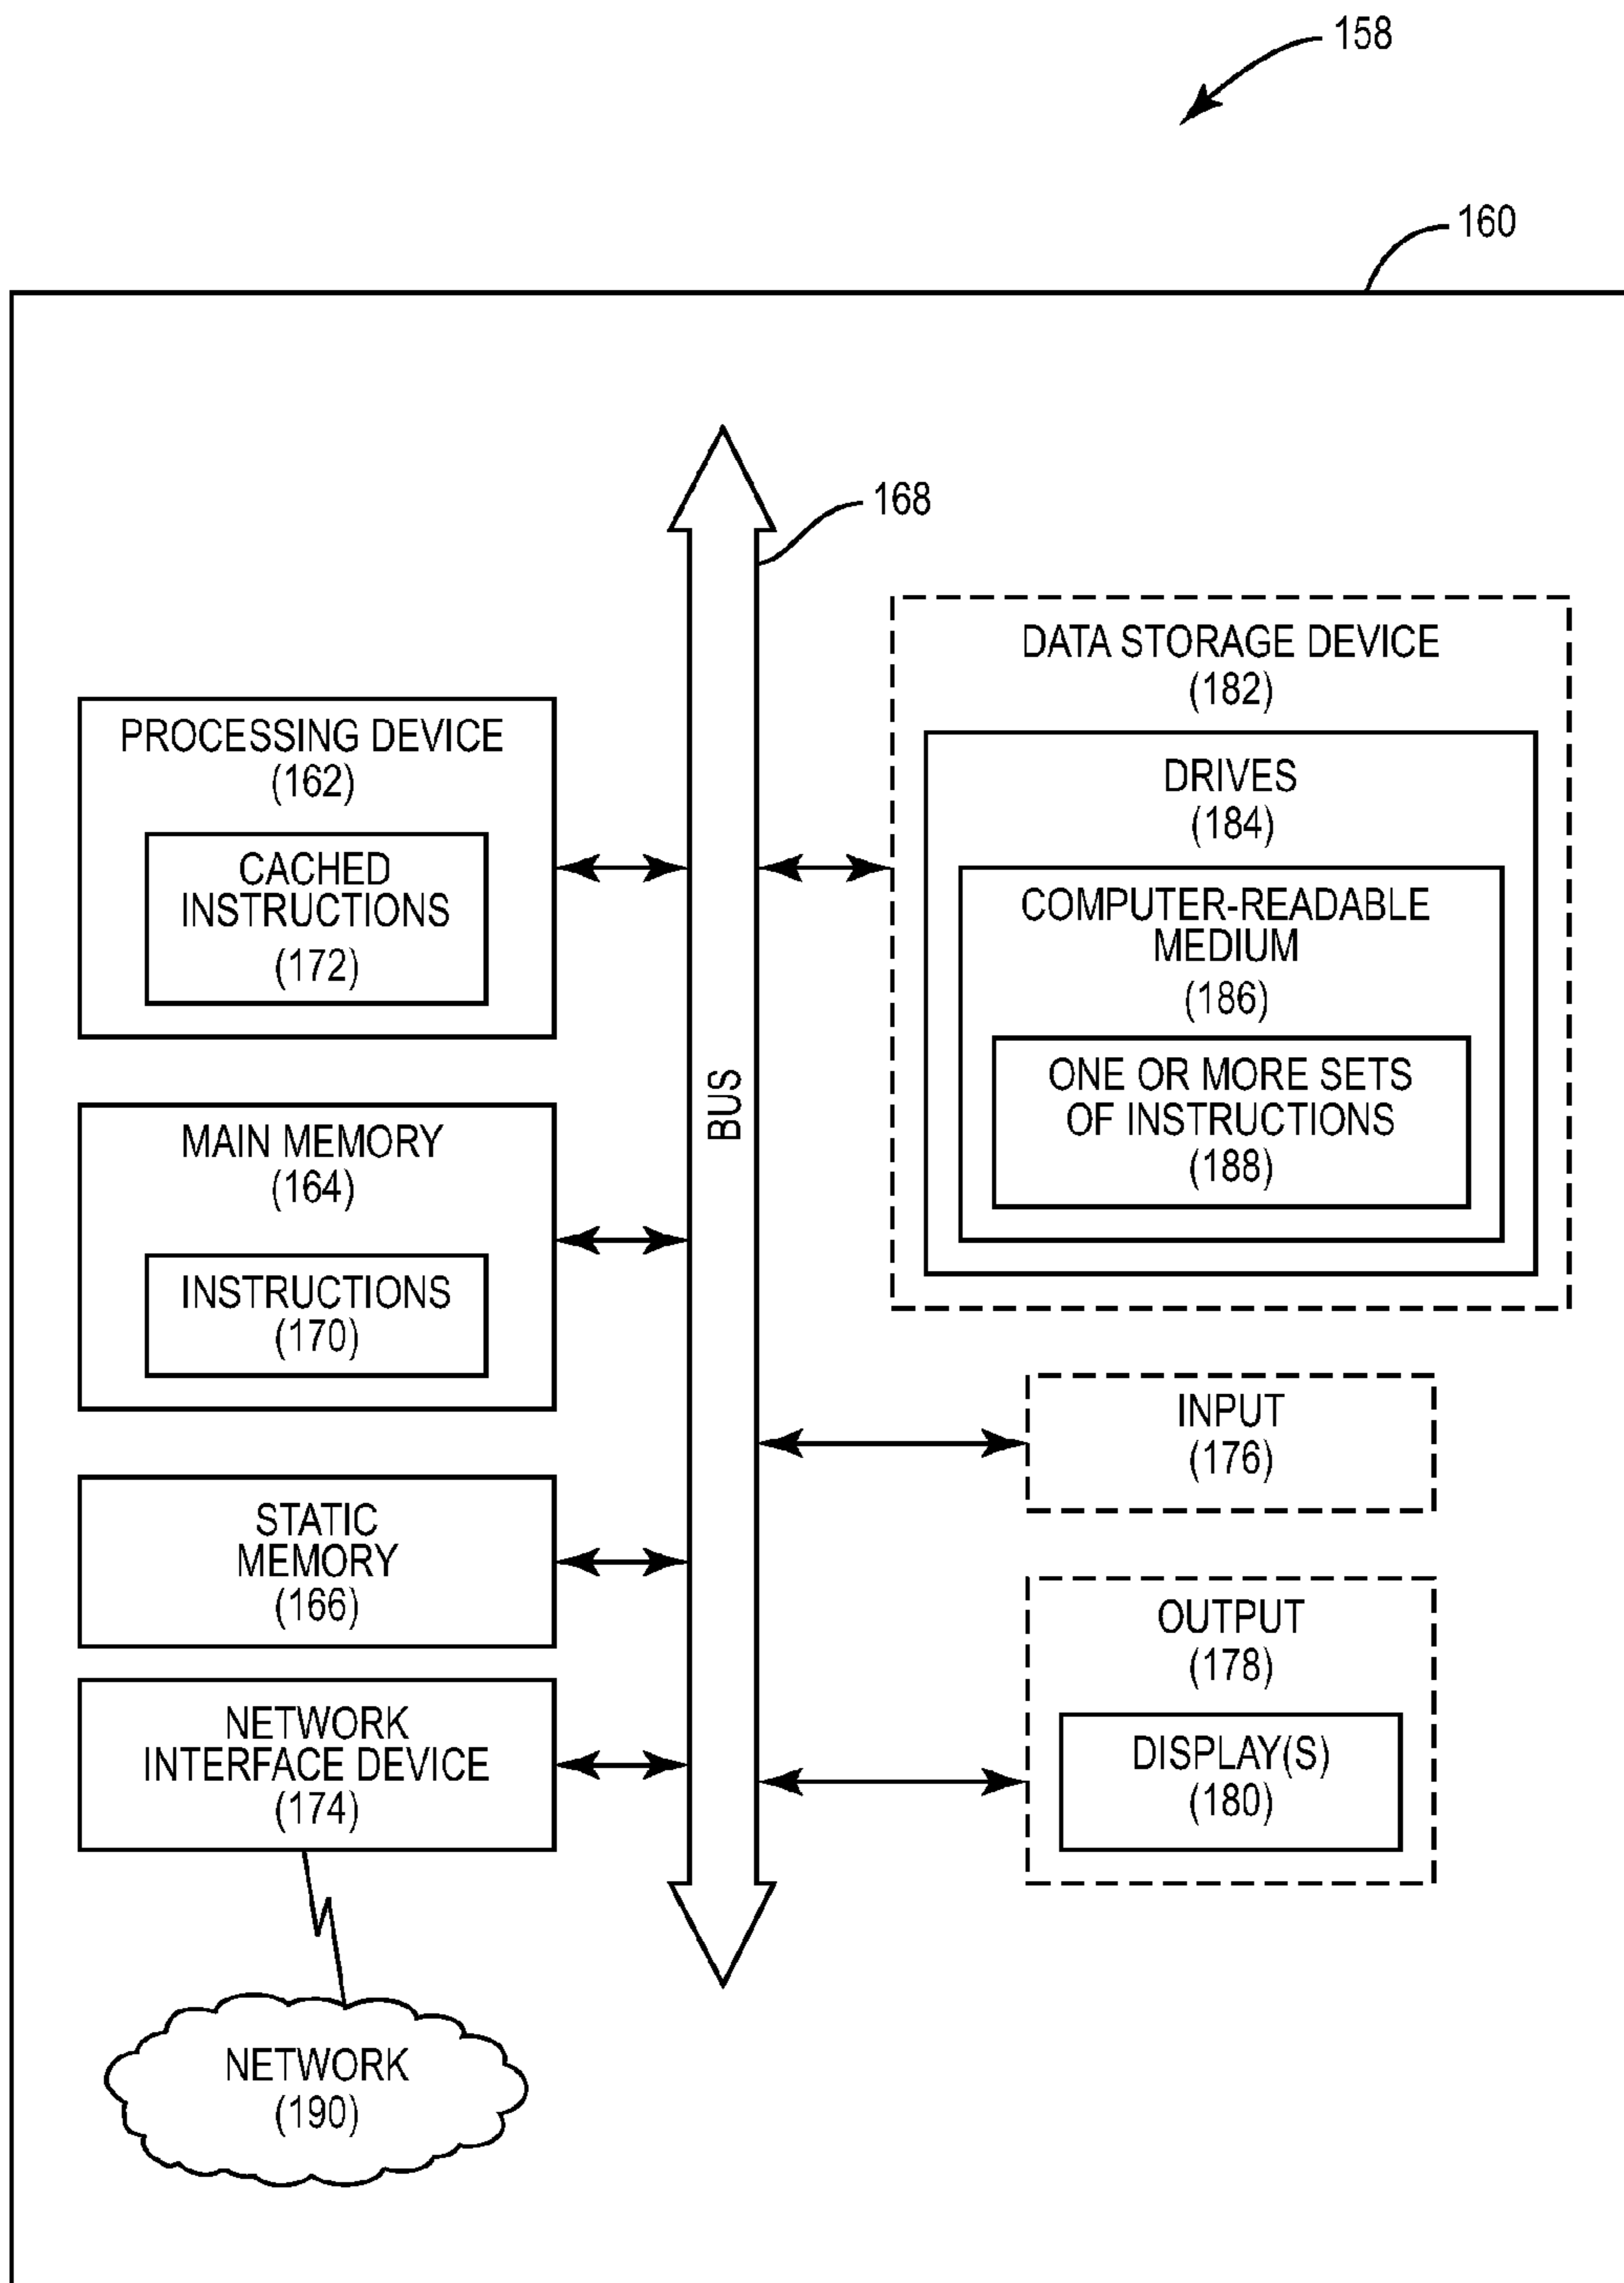 158
160
168
PROCESSING DEVICE
(162)
CACHED
INSTRUCTIONS
(172)
MAIN MEMORY
(164)
INSTRUCTIONS
(170)
STATIC
MEMORY
(166)
NETWORK
INTERFACE DEVICE
(174)
NETWORK
(190)
BUS
DATA STORAGE DEVICE
(182)
DRIVES
(184)
COMPUTER-READABLE
MEDIUM
(186)
ONE OR MORE SETS
OF INSTRUCTIONS
(188)
INPUT
(176)
OUTPUT
(178)
DISPLAY(S)
(180)